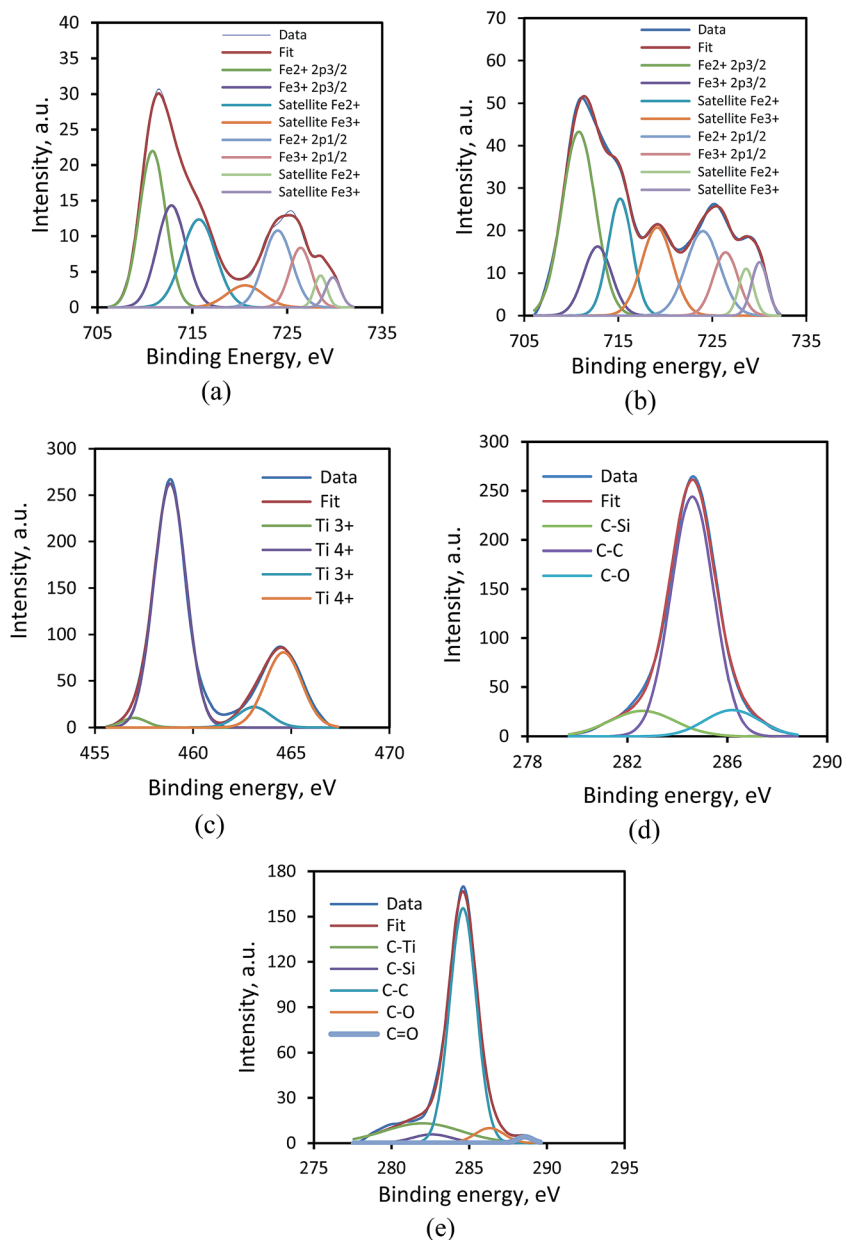 40
35
30
25
20
15
10
5
0
Intensity, a.u.
Data
Fit
Fe2+ 2p3/2
Fe3+ 2p3/2
Satellite Fe2+
Satellite Fe3+
Fe2+ 2p1/2
Fe3+ 2p1/2
Satellite Fe2+
Satellite Fe3+
705 715 725 735
Binding Energy, eV
(a)
70
60
50
40
30
20
10
0
Intensity, a.u.
Data
Fit
Fe2+ 2p3/2
Fe3+ 2p3/2
Satellite Fe2+
Satellite Fe3+
Fe2+ 2p1/2
Fe3+ 2p1/2
Satellite Fe2+
Satellite Fe3+
705 715 725 735
Binding energy, eV
(b)
300
250
200
150
100
50
0
Intensity, a.u.
Data
Fit
Ti 3+
Ti 4+
Ti 3+
Ti 4+
455 460 465 470
Binding energy, eV
(c)
300
250
200
150
100
50
0
Intensity, a.u.
Data
Fit
C-Si
C-C
C-O
278 282 286 290
Binding energy, eV
(d)
180
150
120
90
60
30
0
Intensity, a.u.
Data
Fit
C-Ti
C-Si
C-C
C-O
C=O
275 280 285 290 295
Binding energy, eV
(e)